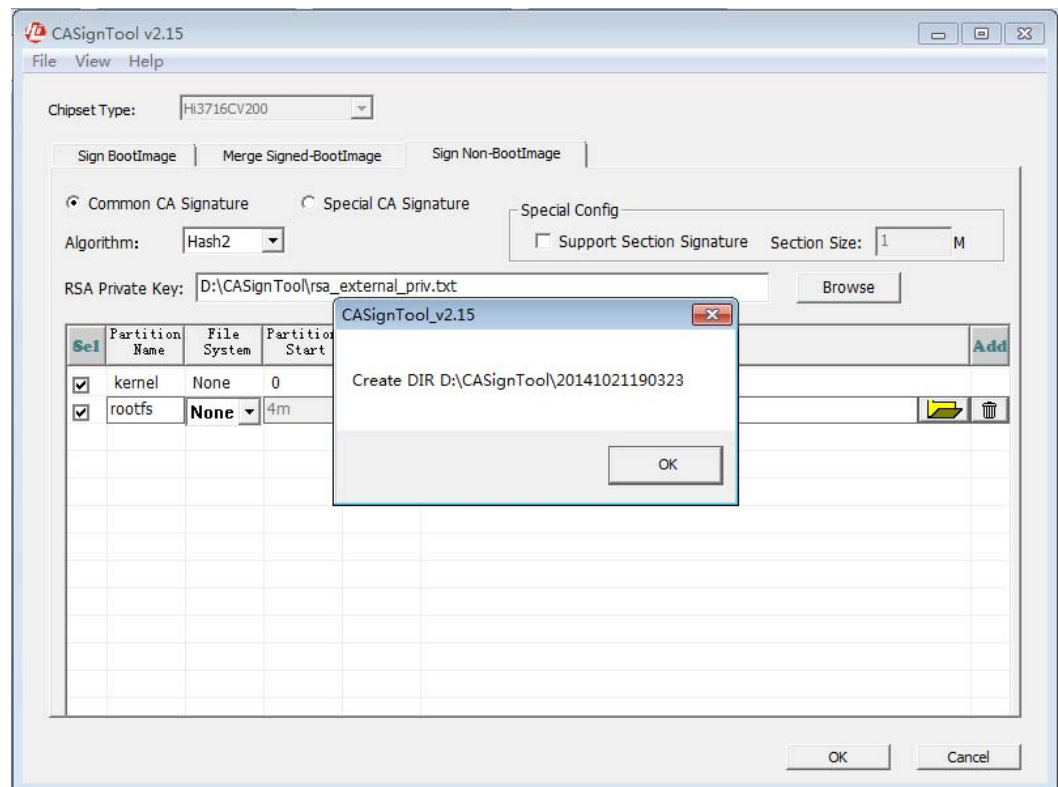 CASignTool v2.15
File View Help
Chipset Type: Hi3716CV200
Sign BootImage Merge Signed-BootImage Sign Non-BootImage
Common CA Signature Special CA Signature
Special Config
Algorithm: Hash2
Support Section Signature Section Size: 1 M
RSA Private Key: D:\CASignTool\rsa_external_priv.txt Browse
CASignTool_v2.15
Sel Partition Name File System Partition Start Add
Create DIR D:\CASignTool\20141021190323
kernel None 0
rootfs None 4m
OK
OK Cancel